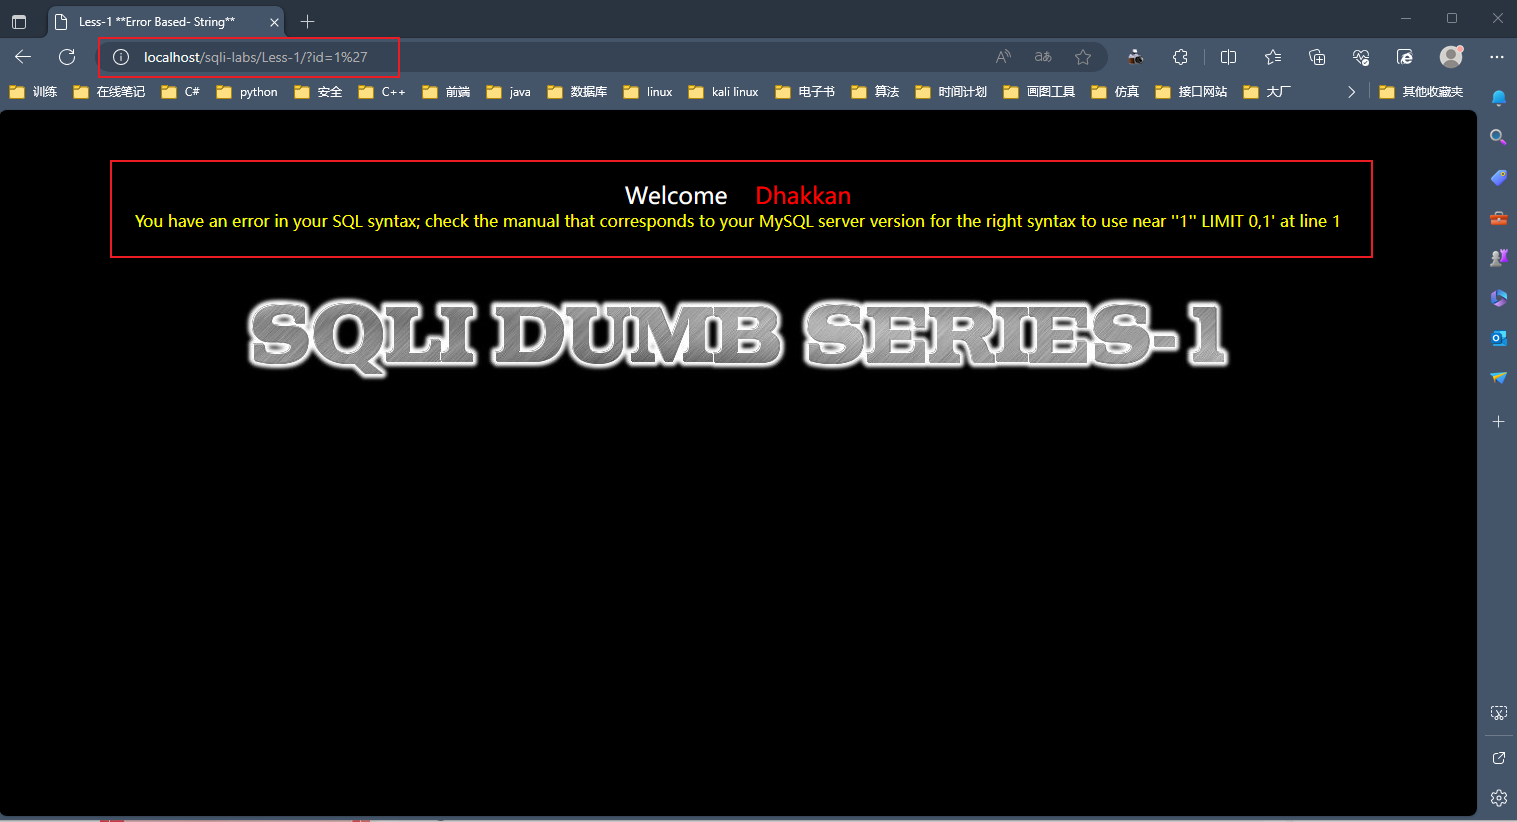 Less-1 **Error Based- String**
localhost/sqli-labs/Less-1/?id=1%27
训练 在线笔记 C# python 安全 C++ 前端 java 数据库 linux kali linux 电子书 算法 时间计划 画图工具 仿真 接口网站 大厂 其他收藏夹
Welcome Dhakkan
You have an error in your SQL syntax; check the manual that corresponds to your MySQL server version for the right syntax to use near ''1'' LIMIT 0,1' at line 1
SQLI DUMB SERIES-1